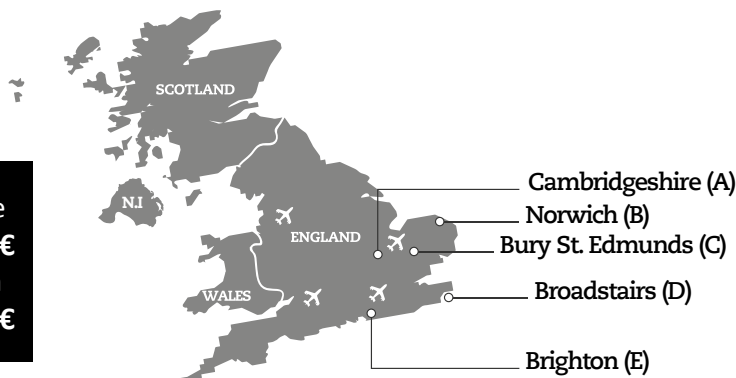 SCOTLAND
N.I
ENGLAND
WALES
Cambridgeshire (A)
Norwich (B)
Bury St. Edmunds (C)
Broadstairs (D)
Brighton (E)
€
€